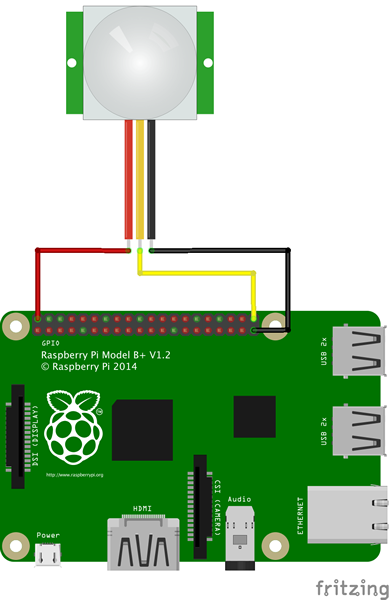 GPIO
Raspberry Pi Model B+ V1.2
© Raspberry Pi 2014
USB 2x
DSI (DISPLAY)
TM
http://www.raspberrypi.org
USB 2x
CSI (CAMERA)
HDMI
Audio
ETHERNET
Power
fritzing